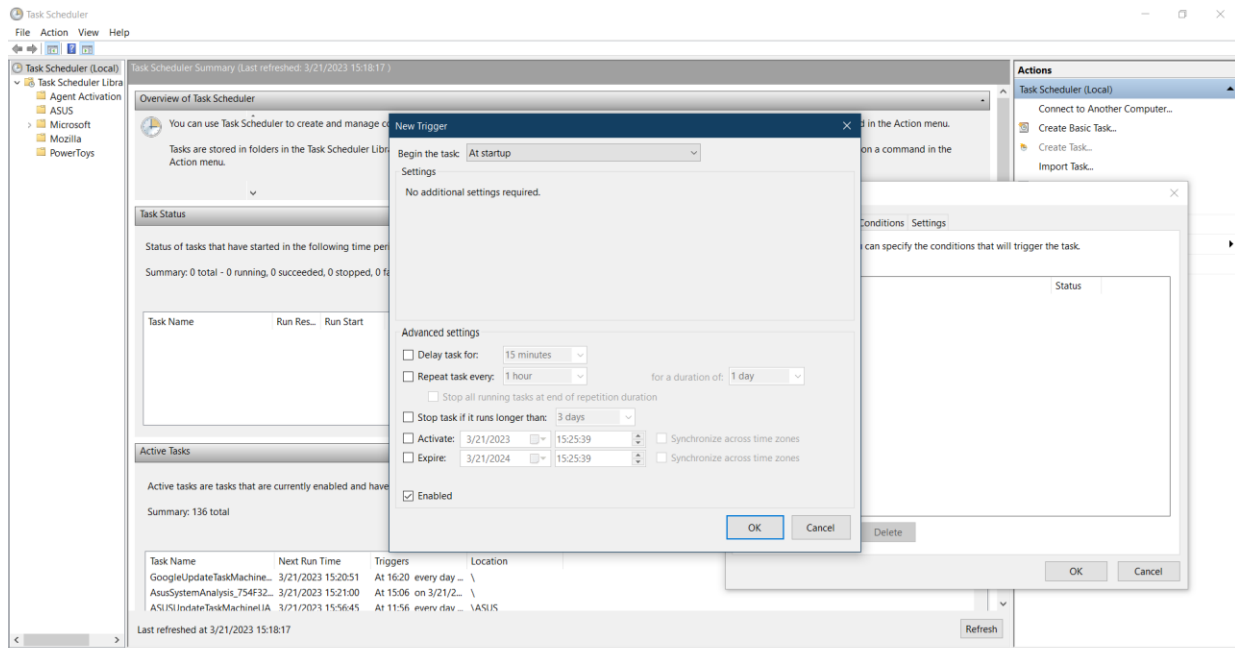 Task Scheduler
File Action View Help
Task Scheduler (Local)
Task Scheduler Libra
Agent Activation
ASUS
Microsoft
Mozilla
PowerToys
Task Scheduler Summary (Last refreshed: 3/21/2023 15:18:17 )
Overview of Task Scheduler
You can use Task Scheduler to create and manage co
d in the Action menu.
Tasks are stored in folders in the Task Scheduler Libr
on a command in the
Action menu.
Task Status
Status of tasks that have started in the following time per
Summary: 0 total - 0 running, 0 succeeded, 0 stopped, 0 fa
Task Name Run Res... Run Start
Active Tasks
Active tasks are tasks that are currently enabled and have
Summary: 136 total
Task Name Next Run Time Triggers Location
GoogleUpdateTaskMachine... 3/21/2023 15:20:51 At 16:20 every day ... \
AsusSystemAnalysis_754F32... 3/21/2023 15:21:00 At 15:06 on 3/21/2... \
ASUSUpdateTaskMachineUA 3/21/2023 15:56:45 At 11:56 every day ... \ASUS
Last refreshed at 3/21/2023 15:18:17
Refresh
New Trigger
Begin the task: At startup
Settings
No additional settings required.
Advanced settings
Delay task for: 15 minutes
Repeat task every: 1 hour for a duration of: 1 day
Stop all running tasks at end of repetition duration
Stop task if it runs longer than: 3 days
Activate: 3/21/2023 15:25:39 Synchronize across time zones
Expire: 3/21/2024 15:25:39 Synchronize across time zones
Enabled
OK Cancel
Conditions Settings
can specify the conditions that will trigger the task.
Status
Delete
OK Cancel
Actions
Task Scheduler (Local)
Connect to Another Computer...
Create Basic Task...
Create Task...
Import Task...